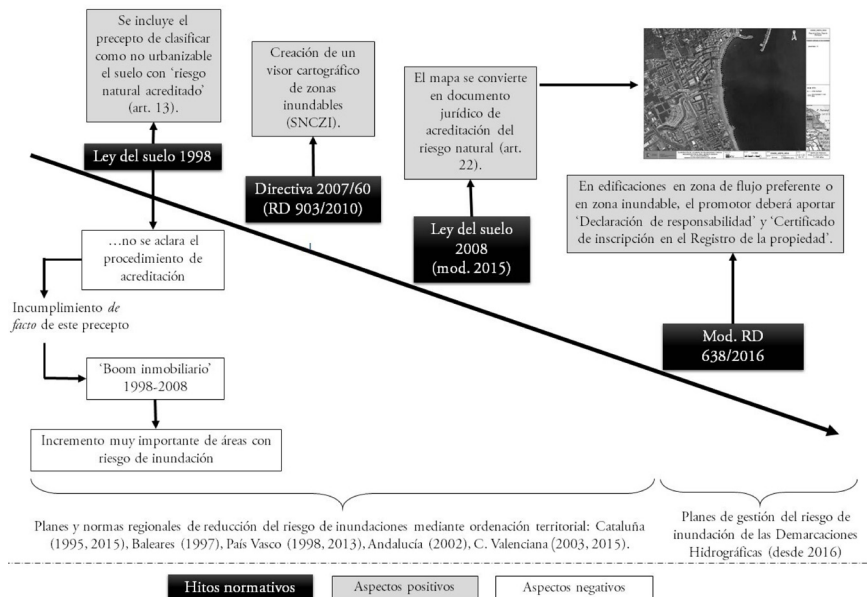 Se incluye el
precepto de clasificar
como no urbanizable
el suelo con ‘riesgo
natural acreditado’
(art. 13).
Ley del suelo 1998
…no se aclara el
procedimiento de
acreditación
Incumplimiento de
facto de este precepto
‘Boom inmobiliario’
1998-2008
Incremento muy importante de áreas con
riesgo de inundación
Creación de un
visor cartográfico
de zonas
inundables
(SNCZI).
Directiva 2007/60
(RD 903/2010)
El mapa se convierte
en documento
jurídico de
acreditación del
riesgo natural (art.
22).
Ley del suelo
2008
(mod. 2015)
En edificaciones en zona de flujo preferente o
en zona inundable, el promotor deberá aportar
‘Declaración de responsabilidad’ y ‘Certificado
de inscripción en el Registro de la propiedad’.
Mod. RD
638/2016
Planes y normas regionales de reducción del riesgo de inundaciones mediante ordenación territorial: Cataluña
(1995, 2015), Baleares (1997), País Vasco (1998, 2013), Andalucía (2002), C. Valenciana (2003, 2015).
Planes de gestión del riesgo de
inundación de las Demarcaciones
Hidrográficas (desde 2016)
Hitos normativos
Aspectos positivos
Aspectos negativos